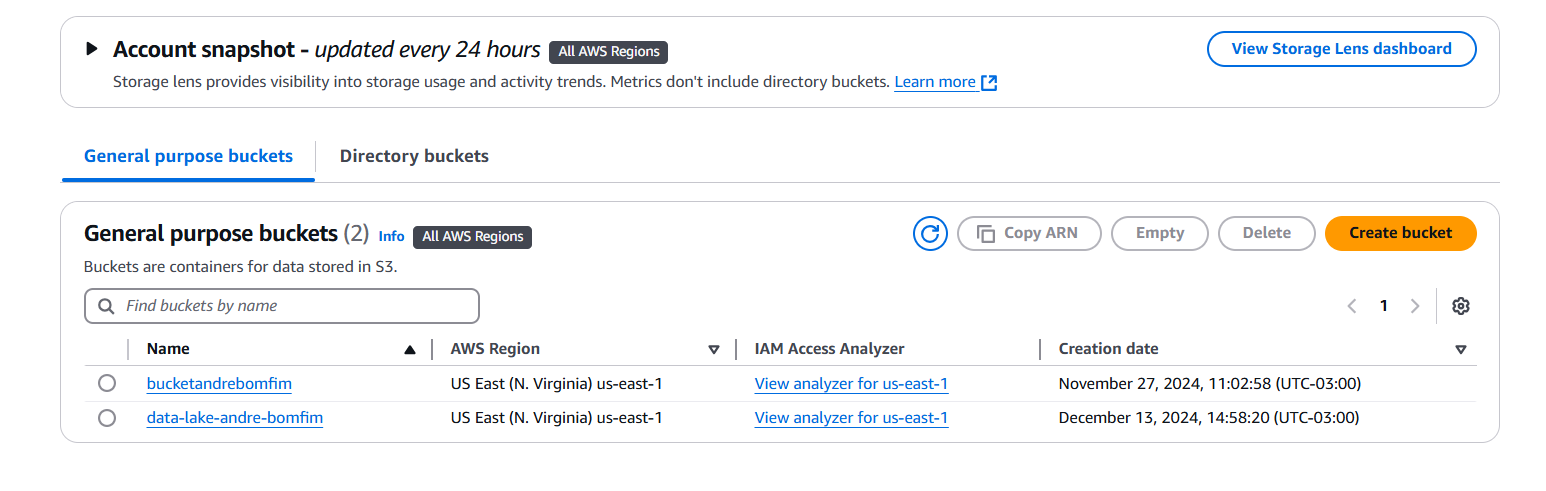 Account snapshot - updated every 24 hours All AWS Regions View Storage Lens dashboard
Storage lens provides visibility into storage usage and activity trends. Metrics don't include directory buckets. Learn more
General purpose buckets Directory buckets
General purpose buckets (2) Info All AWS Regions Copy ARN Empty Delete Create bucket
Buckets are containers for data stored in S3.
Find buckets by name 1
Name AWS Region IAM Access Analyzer Creation date
bucketandrebomfim US East (N. Virginia) us-east-1 View analyzer for us-east-1 November 27, 2024, 11:02:58 (UTC-03:00)
data-lake-andre-bomfim US East (N. Virginia) us-east-1 View analyzer for us-east-1 December 13, 2024, 14:58:20 (UTC-03:00)